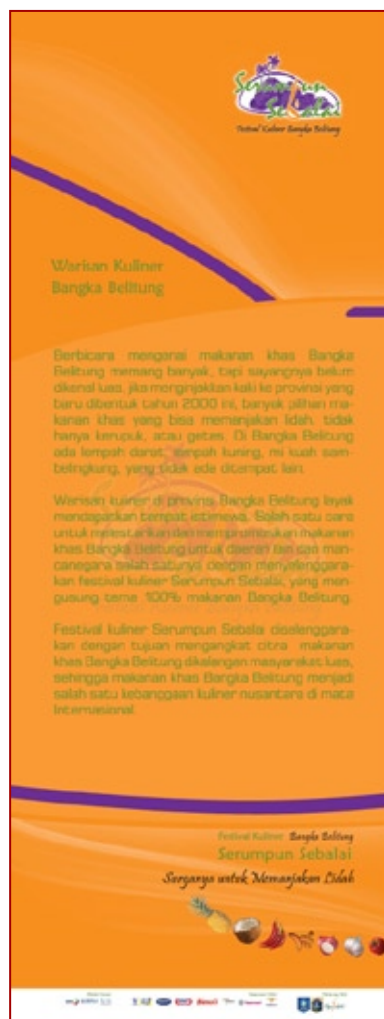 Serumpun
Sebalai
Festival Kuliner Bangka Belitung
Warisan Kuliner
Bangka Belitung
Berbicara mengenai makanan khas Bangka
Belitung memang banyak, tapi sayangnya belum
dikenal luas, jika menginjakkan kaki ke provinsi yang
baru dibentuk tahun 2000 ini, banyak pilihan ma-
kanan khas yang bisa memanjakan lidah, tidak
hanya kerupuk, atau getas. Di Bangka Belitung
ada lempah darat, lempah kuning, mi kuah sam-
belingkung, yang tidak ada ditempat lain.
Warisan kuliner di provinsi Bangka Belitung layak
mendapatkan tempat istimewa. Salah satu cara
untuk melestarikan dan mempromosikan makanan
khas Bangka Belitung untuk daerah lain dan man-
canegara salah satunya dengan menyelenggara-
kan festival kuliner Serumpun Sebalai, yang men-
gusung tema 100% makanan Bangka Belitung.
Festival kuliner Serumpun Sebalai diselenggara-
kan dengan tujuan mengangkat citra makanan
khas Bangka Belitung dikalangan masyarakat luas,
sehingga makanan khas Bangka Belitung menjadi
salah satu kebanggaan kuliner nusantara di mata
Internasional.
Festival Kuliner Bangka Belitung
Serumpun Sebalai
Sorganya untuk Memanjakan Lidah